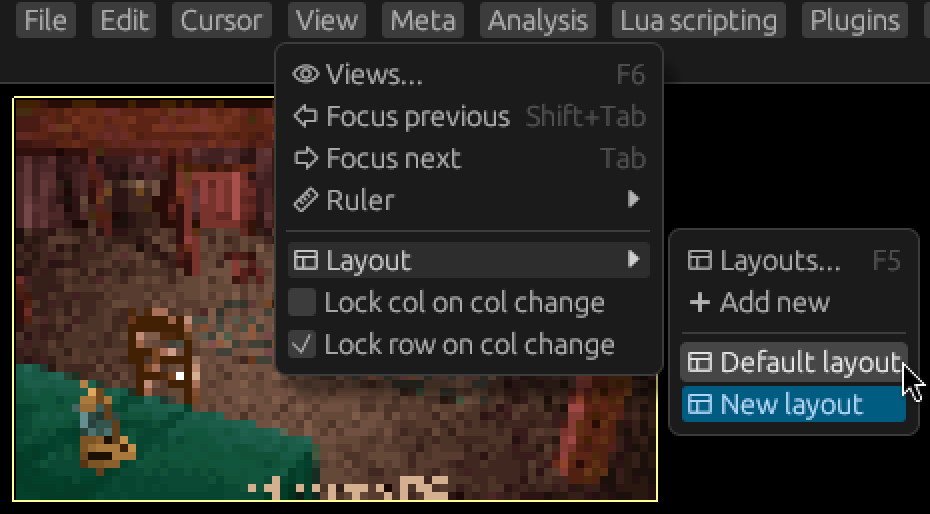 File Edit Cursor View Meta Analysis Lua scripting Plugins
Views... F6
Focus previous Shift+Tab
Focus next Tab
Ruler
Layout
Lock col on col change
Lock row on col change
Layouts... F5
Add new
Default layout
New layout